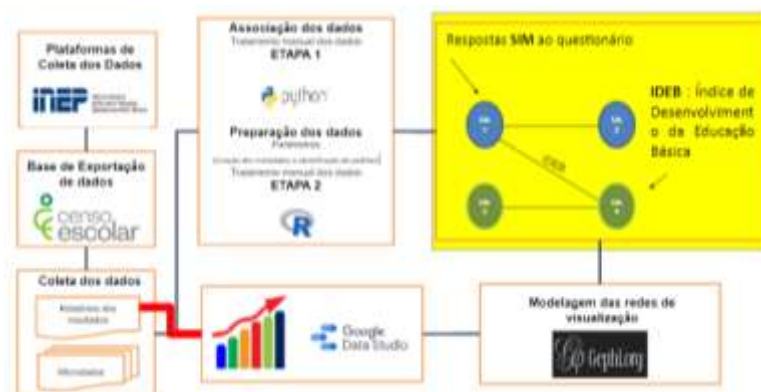 Plataformas de
Coleta dos Dados
inep
Base de Exportação
de dados
censo
escolar
Coleta dos dados
Relatórios dos
resultados
Microdados
Associação dos dados
Tratamento manual dos dados
ETAPA 1
python
Preparação dos dados
Parâmetros
Tratamento manual dos dados
ETAPA 2
R
Google
Data Studio
Respostas SIM ao questionário
IDEB : Índice de
Desenvolviment
o da Educação
Básica
IDEB
Modelagem das redes de
visualização
Gephi.org